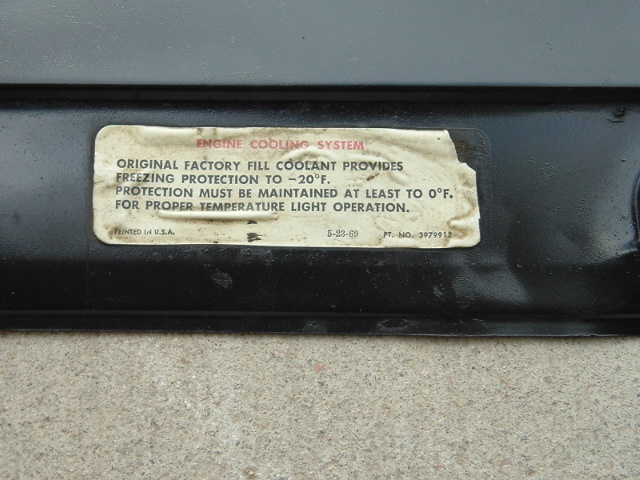 ENGINE COOLING SYSTEM
ORIGINAL FACTORY FILL COOLANT PROVIDES
FREEZING PROTECTION TO -20°F.
PROTECTION MUST BE MAINTAINED AT LEAST TO 0°F.
FOR PROPER TEMPERATURE LIGHT OPERATION.
PRINTED IN U.S.A. 5-23-69 PT. NO. 3979912